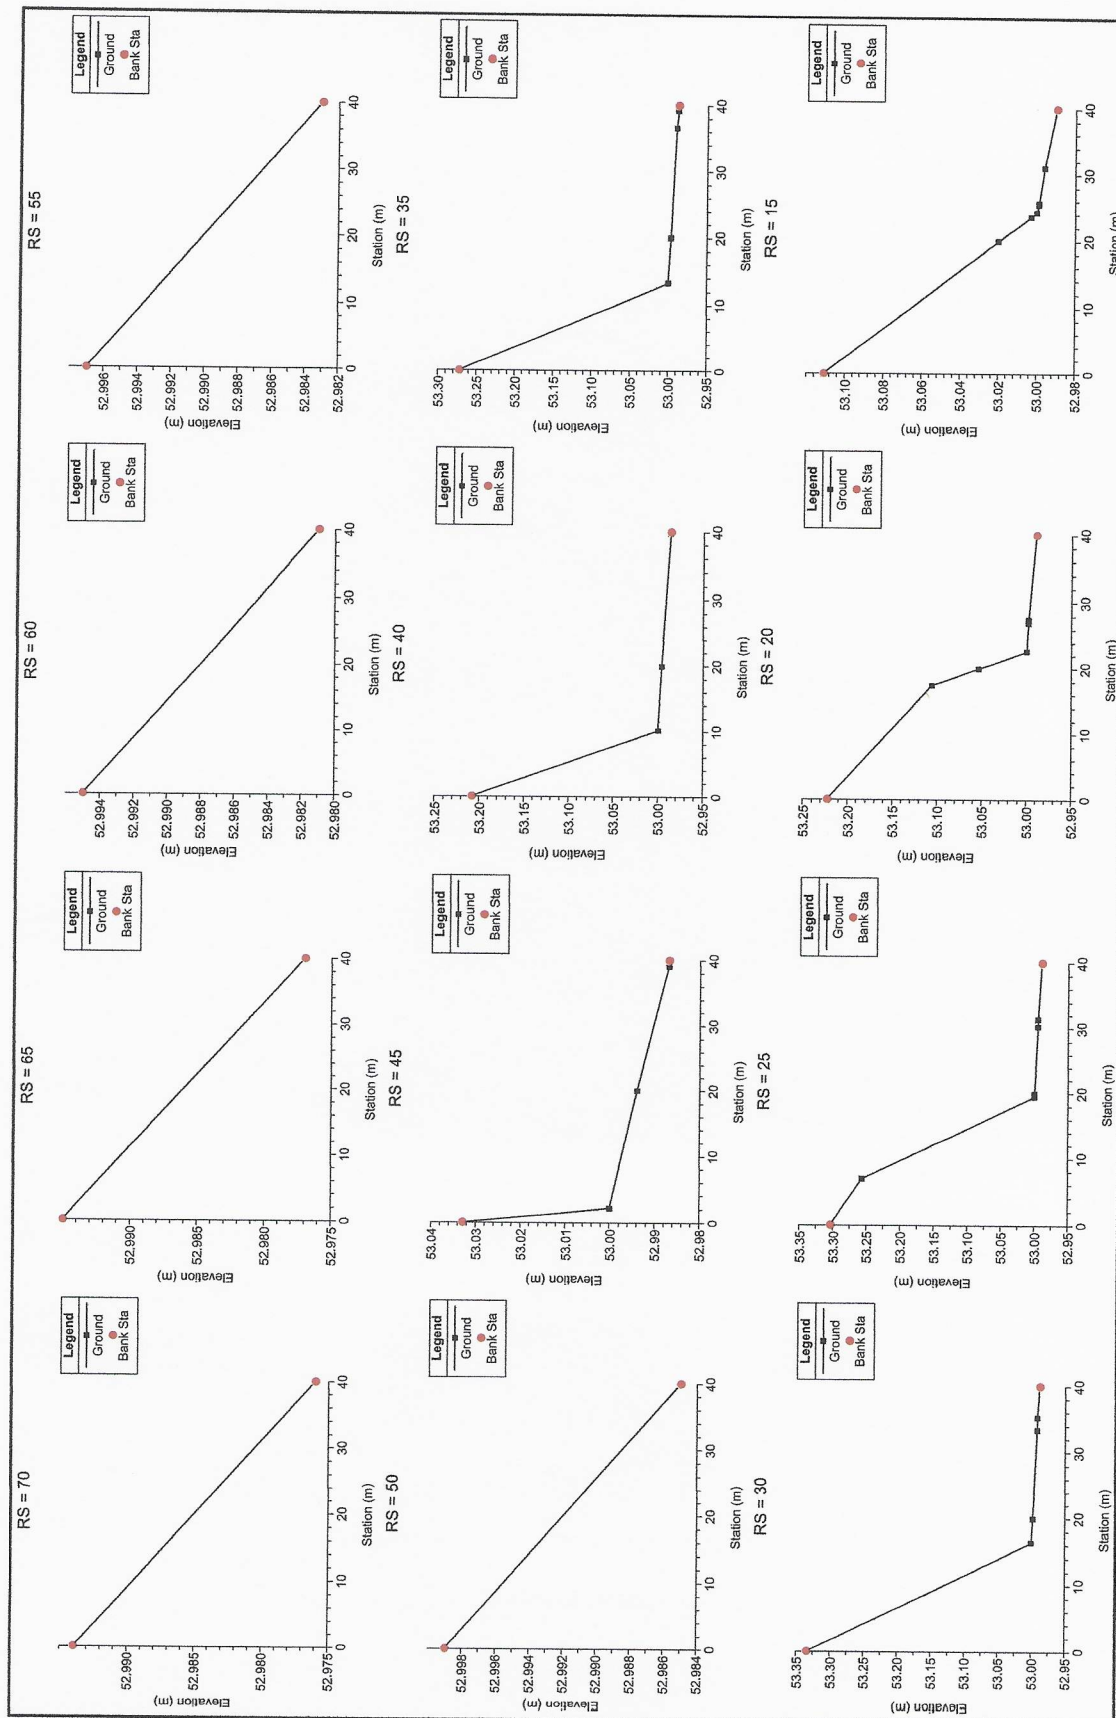 RS = 70
Legend
Ground
Bank Sta
Elevation (m)
52.990
52.985
52.980
52.975
0 10 20 30 40
Station (m)
RS = 65
Legend
Ground
Bank Sta
Elevation (m)
52.990
52.985
52.980
52.975
0 10 20 30 40
Station (m)
RS = 60
Legend
Ground
Bank Sta
Elevation (m)
52.994
52.992
52.990
52.988
52.986
52.984
52.982
52.980
0 10 20 30 40
Station (m)
RS = 55
Legend
Ground
Bank Sta
Elevation (m)
52.996
52.994
52.992
52.990
52.988
52.986
52.984
52.982
0 10 20 30 40
Station (m)
RS = 50
Legend
Ground
Bank Sta
Elevation (m)
52.998
52.996
52.994
52.992
52.990
52.988
52.986
52.984
0 10 20 30 40
Station (m)
RS = 45
Legend
Ground
Bank Sta
Elevation (m)
53.04
53.03
53.02
53.01
53.00
52.99
52.98
0 10 20 30 40
Station (m)
RS = 40
Legend
Ground
Bank Sta
Elevation (m)
53.25
53.20
53.15
53.10
53.05
53.00
52.95
0 10 20 30 40
Station (m)
RS = 35
Legend
Ground
Bank Sta
Elevation (m)
53.30
53.25
53.20
53.15
53.10
53.05
53.00
52.95
0 10 20 30 40
Station (m)
RS = 30
Legend
Ground
Bank Sta
Elevation (m)
53.35
53.30
53.25
53.20
53.15
53.10
53.05
53.00
52.95
0 10 20 30 40
Station (m)
RS = 25
Legend
Ground
Bank Sta
Elevation (m)
53.35
53.30
53.25
53.20
53.15
53.10
53.05
53.00
52.95
0 10 20 30 40
Station (m)
RS = 20
Legend
Ground
Bank Sta
Elevation (m)
53.25
53.20
53.15
53.10
53.05
53.00
52.95
0 10 20 30 40
Station (m)
RS = 15
Legend
Ground
Bank Sta
Elevation (m)
53.10
53.08
53.06
53.04
53.02
53.00
52.98
0 10 20 30 40
Station (m)